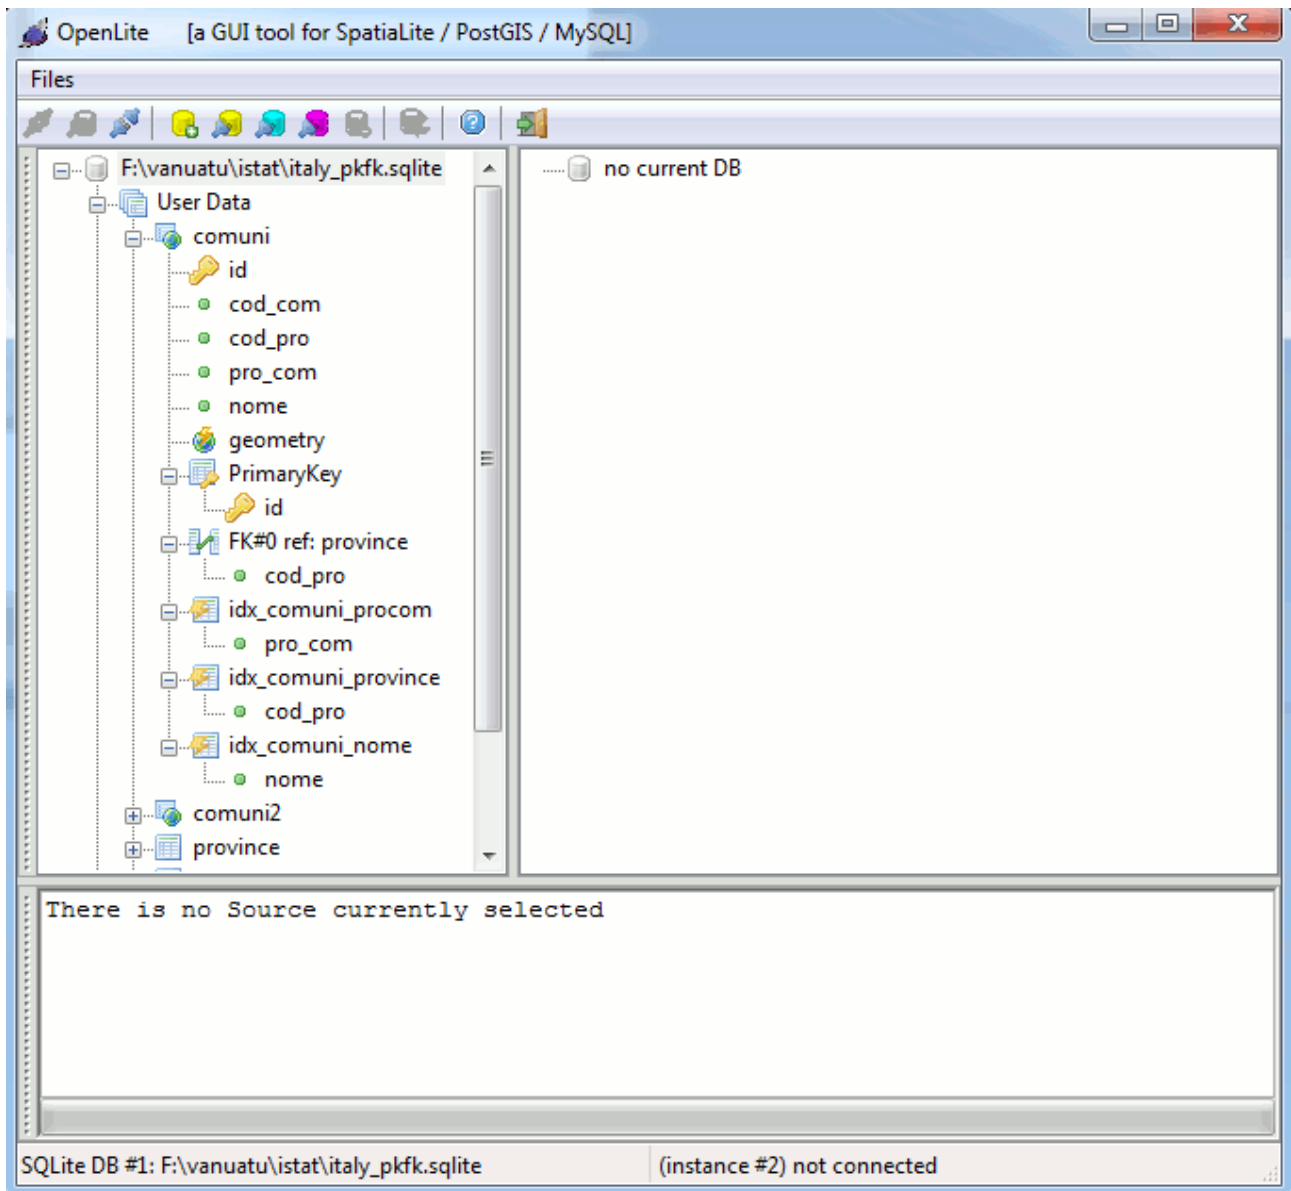 OpenLite [a GUI tool for SpatiaLite / PostGIS / MySQL]
Files
F:\vanuatu\istat\italy_pkfk.sqlite
User Data
comuni
id
cod_com
cod_pro
pro_com
nome
geometry
PrimaryKey
id
FK#0 ref: province
cod_pro
idx_comuni_procom
pro_com
idx_comuni_province
cod_pro
idx_comuni_nome
nome
comuni2
province
no current DB
There is no Source currently selected
SQLite DB #1: F:\vanuatu\istat\italy_pkfk.sqlite
(instance #2) not connected